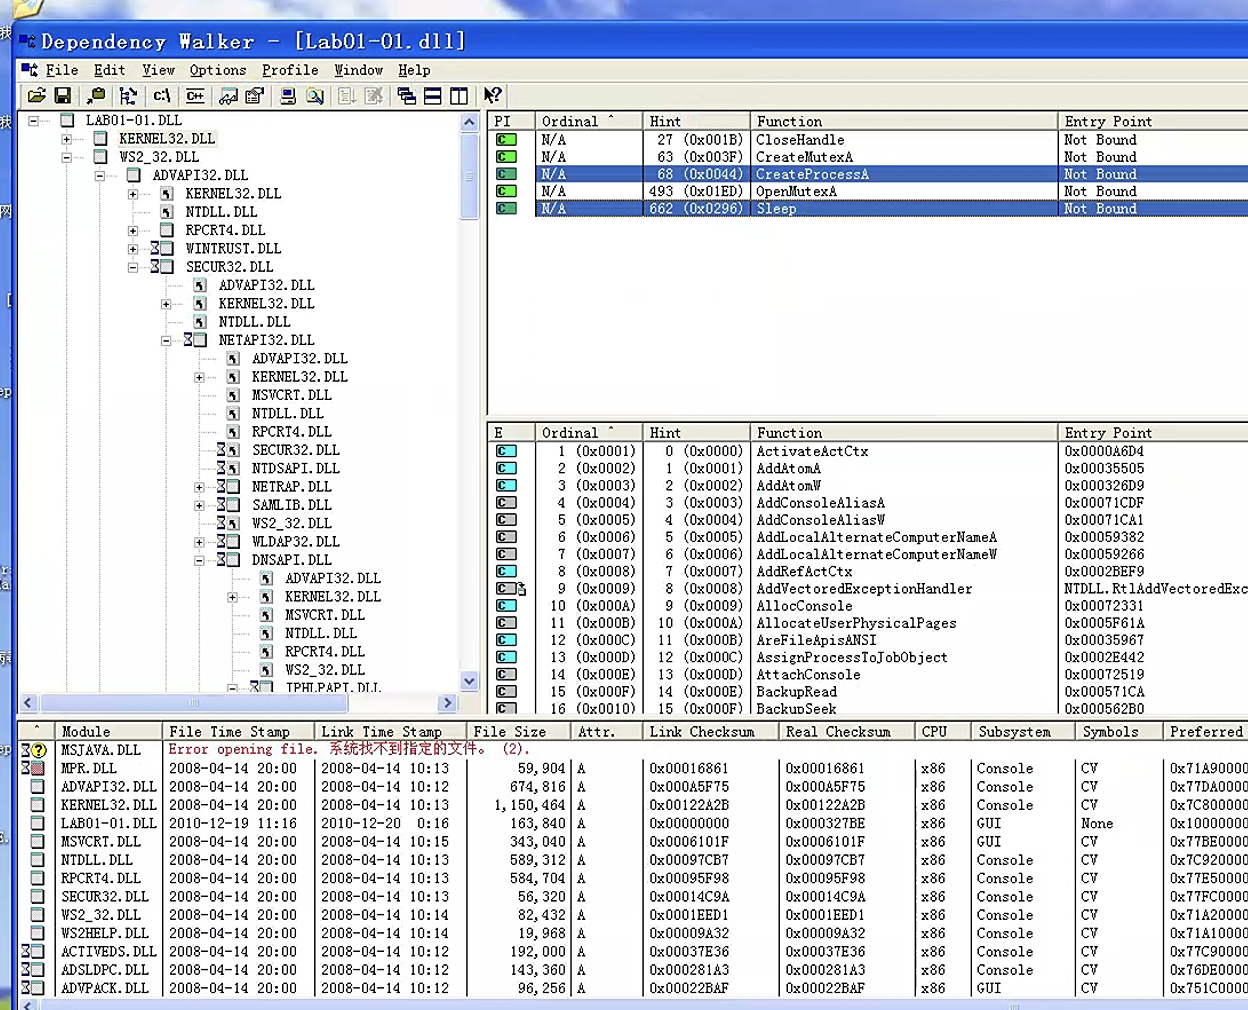 Dependency Walker - [Lab01-01.dll]
File Edit View Options Profile Window Help
C:\ C++
LAB01-01.DLL
KERNEL32.DLL
WS2_32.DLL
ADVAPI32.DLL
KERNEL32.DLL
NTDLL.DLL
RPCRT4.DLL
WINTRUST.DLL
SECUR32.DLL
ADVAPI32.DLL
KERNEL32.DLL
NTDLL.DLL
NETAPI32.DLL
ADVAPI32.DLL
KERNEL32.DLL
MSVCRT.DLL
NTDLL.DLL
RPCRT4.DLL
SECUR32.DLL
NTDSAPI.DLL
NETRAP.DLL
SAMLIB.DLL
WS2_32.DLL
WLDAP32.DLL
DNSAPI.DLL
ADVAPI32.DLL
KERNEL32.DLL
MSVCRT.DLL
NTDLL.DLL
RPCRT4.DLL
WS2_32.DLL
IPHLPAPI.DLL
PI Ordinal ^ Hint Function Entry Point
C N/A 27 (0x001B) CloseHandle Not Bound
C N/A 63 (0x003F) CreateMutexA Not Bound
C N/A 68 (0x0044) CreateProcessA Not Bound
C N/A 493 (0x01ED) OpenMutexA Not Bound
C N/A 662 (0x0296) Sleep Not Bound
E Ordinal ^ Hint Function Entry Point
C 1 (0x0001) 0 (0x0000) ActivateActCtx 0x0000A6D4
C 2 (0x0002) 1 (0x0001) AddAtomA 0x00035505
C 3 (0x0003) 2 (0x0002) AddAtomW 0x000326D9
C 4 (0x0004) 3 (0x0003) AddConsoleAliasA 0x00071CDF
C 5 (0x0005) 4 (0x0004) AddConsoleAliasW 0x00071CA1
C 6 (0x0006) 5 (0x0005) AddLocalAlternateComputerNameA 0x00059382
C 7 (0x0007) 6 (0x0006) AddLocalAlternateComputerNameW 0x00059266
C 8 (0x0008) 7 (0x0007) AddRefActCtx 0x0002BEF9
C 9 (0x0009) 8 (0x0008) AddVectoredExceptionHandler NTDLL.RtlAddVectoredExc
C 10 (0x000A) 9 (0x0009) AllocConsole 0x00072331
C 11 (0x000B) 10 (0x000A) AllocateUserPhysicalPages 0x0005F61A
C 12 (0x000C) 11 (0x000B) AreFileApisANSI 0x00035967
C 13 (0x000D) 12 (0x000C) AssignProcessToJobObject 0x0002E442
C 14 (0x000E) 13 (0x000D) AttachConsole 0x00072519
C 15 (0x000F) 14 (0x000E) BackupRead 0x000571CA
C 16 (0x0010) 15 (0x000F) BackupSeek 0x000562B0
^ Module File Time Stamp Link Time Stamp File Size Attr. Link Checksum Real Checksum CPU Subsystem Symbols Preferred
? MSJAVA.DLL Error opening file. 系统找不到指定的文件。 (2).
MPR.DLL 2008-04-14 20:00 2008-04-14 10:13 59,904 A 0x00016861 0x00016861 x86 Console CV 0x71A90000
ADVAPI32.DLL 2008-04-14 20:00 2008-04-14 10:12 674,816 A 0x000A5F75 0x000A5F75 x86 Console CV 0x77DA0000
KERNEL32.DLL 2008-04-14 20:00 2008-04-14 10:13 1,150,464 A 0x00122A2B 0x00122A2B x86 Console CV 0x7C800000
LAB01-01.DLL 2010-12-19 11:16 2010-12-20 0:16 163,840 A 0x00000000 0x000327BE x86 GUI None 0x10000000
MSVCRT.DLL 2008-04-14 20:00 2008-04-14 10:15 343,040 A 0x0006101F 0x0006101F x86 GUI CV 0x77BE0000
NTDLL.DLL 2008-04-14 20:00 2008-04-14 10:13 589,312 A 0x00097CB7 0x00097CB7 x86 Console CV 0x7C920000
RPCRT4.DLL 2008-04-14 20:00 2008-04-14 10:13 584,704 A 0x00095F98 0x00095F98 x86 Console CV 0x77E50000
SECUR32.DLL 2008-04-14 20:00 2008-04-14 10:13 56,320 A 0x00014C9A 0x00014C9A x86 Console CV 0x77FC0000
WS2_32.DLL 2008-04-14 20:00 2008-04-14 10:14 82,432 A 0x0001EED1 0x0001EED1 x86 Console CV 0x71A20000
WS2HELP.DLL 2008-04-14 20:00 2008-04-14 10:14 19,968 A 0x00009A32 0x00009A32 x86 Console CV 0x71A10000
ACTIVEDS.DLL 2008-04-14 20:00 2008-04-14 10:12 192,000 A 0x00037E36 0x00037E36 x86 Console CV 0x77C90000
ADSLDPC.DLL 2008-04-14 20:00 2008-04-14 10:12 143,360 A 0x000281A3 0x000281A3 x86 Console CV 0x76DE0000
ADVPACK.DLL 2008-04-14 20:00 2008-04-14 10:12 96,256 A 0x00022BAF 0x00022BAF x86 GUI CV 0x751C0000